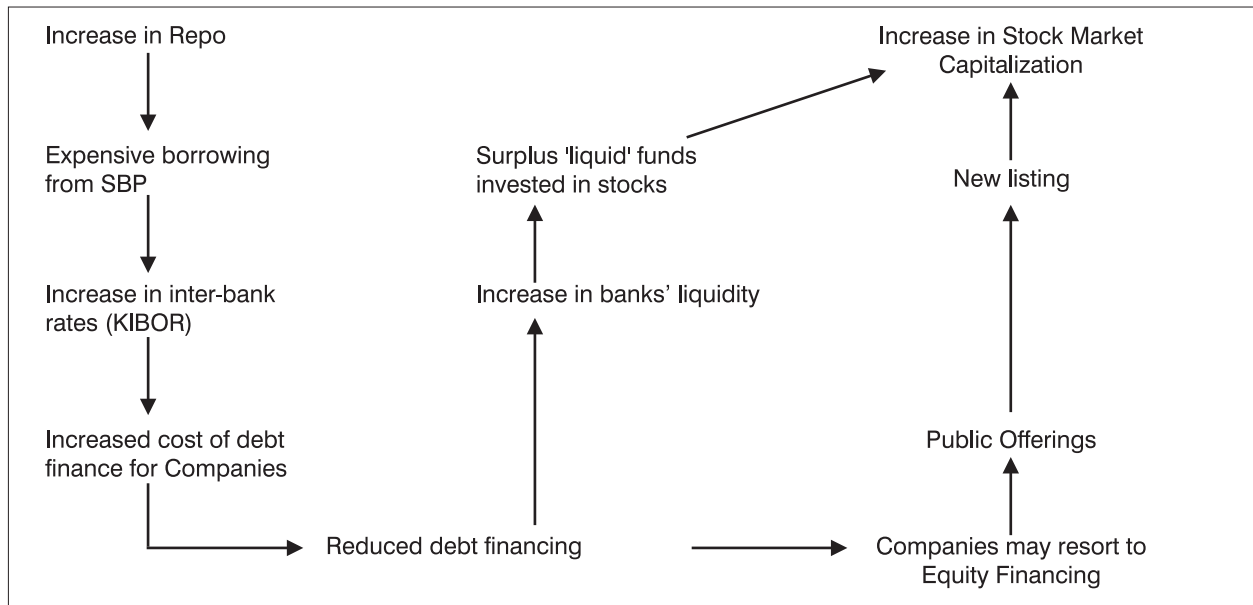 Increase in Repo
Expensive borrowing
from SBP
Increase in inter-bank
rates (KIBOR)
Increased cost of debt
finance for Companies
Reduced debt financing
Increase in banks’ liquidity
Surplus 'liquid' funds
invested in stocks
Companies may resort to
Equity Financing
Public Offerings
New listing
Increase in Stock Market
Capitalization